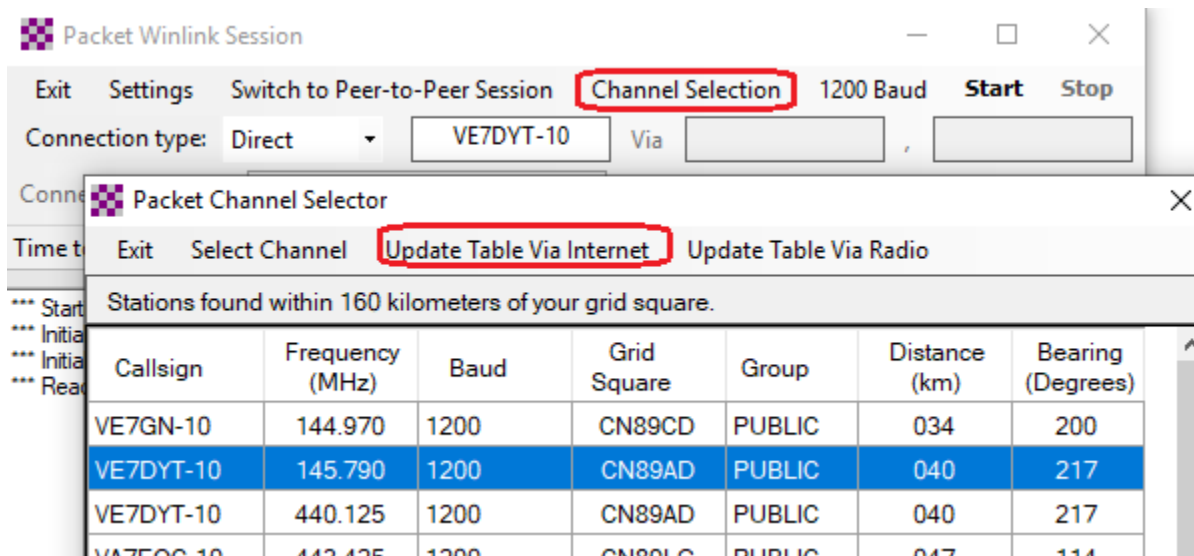 Packet Winlink Session
Exit Settings Switch to Peer-to-Peer Session Channel Selection 1200 Baud Start Stop
Connection type: Direct VE7DYT-10 Via ,
Packet Channel Selector
Exit Select Channel Update Table Via Internet Update Table Via Radio
Stations found within 160 kilometers of your grid square.
*** Start
*** Initia
*** Initia
*** Read
Callsign Frequency (MHz) Baud Grid Square Group Distance (km) Bearing (Degrees)
VE7GN-10 144.970 1200 CN89CD PUBLIC 034 200
VE7DYT-10 145.790 1200 CN89AD PUBLIC 040 217
VE7DYT-10 440.125 1200 CN89AD PUBLIC 040 217